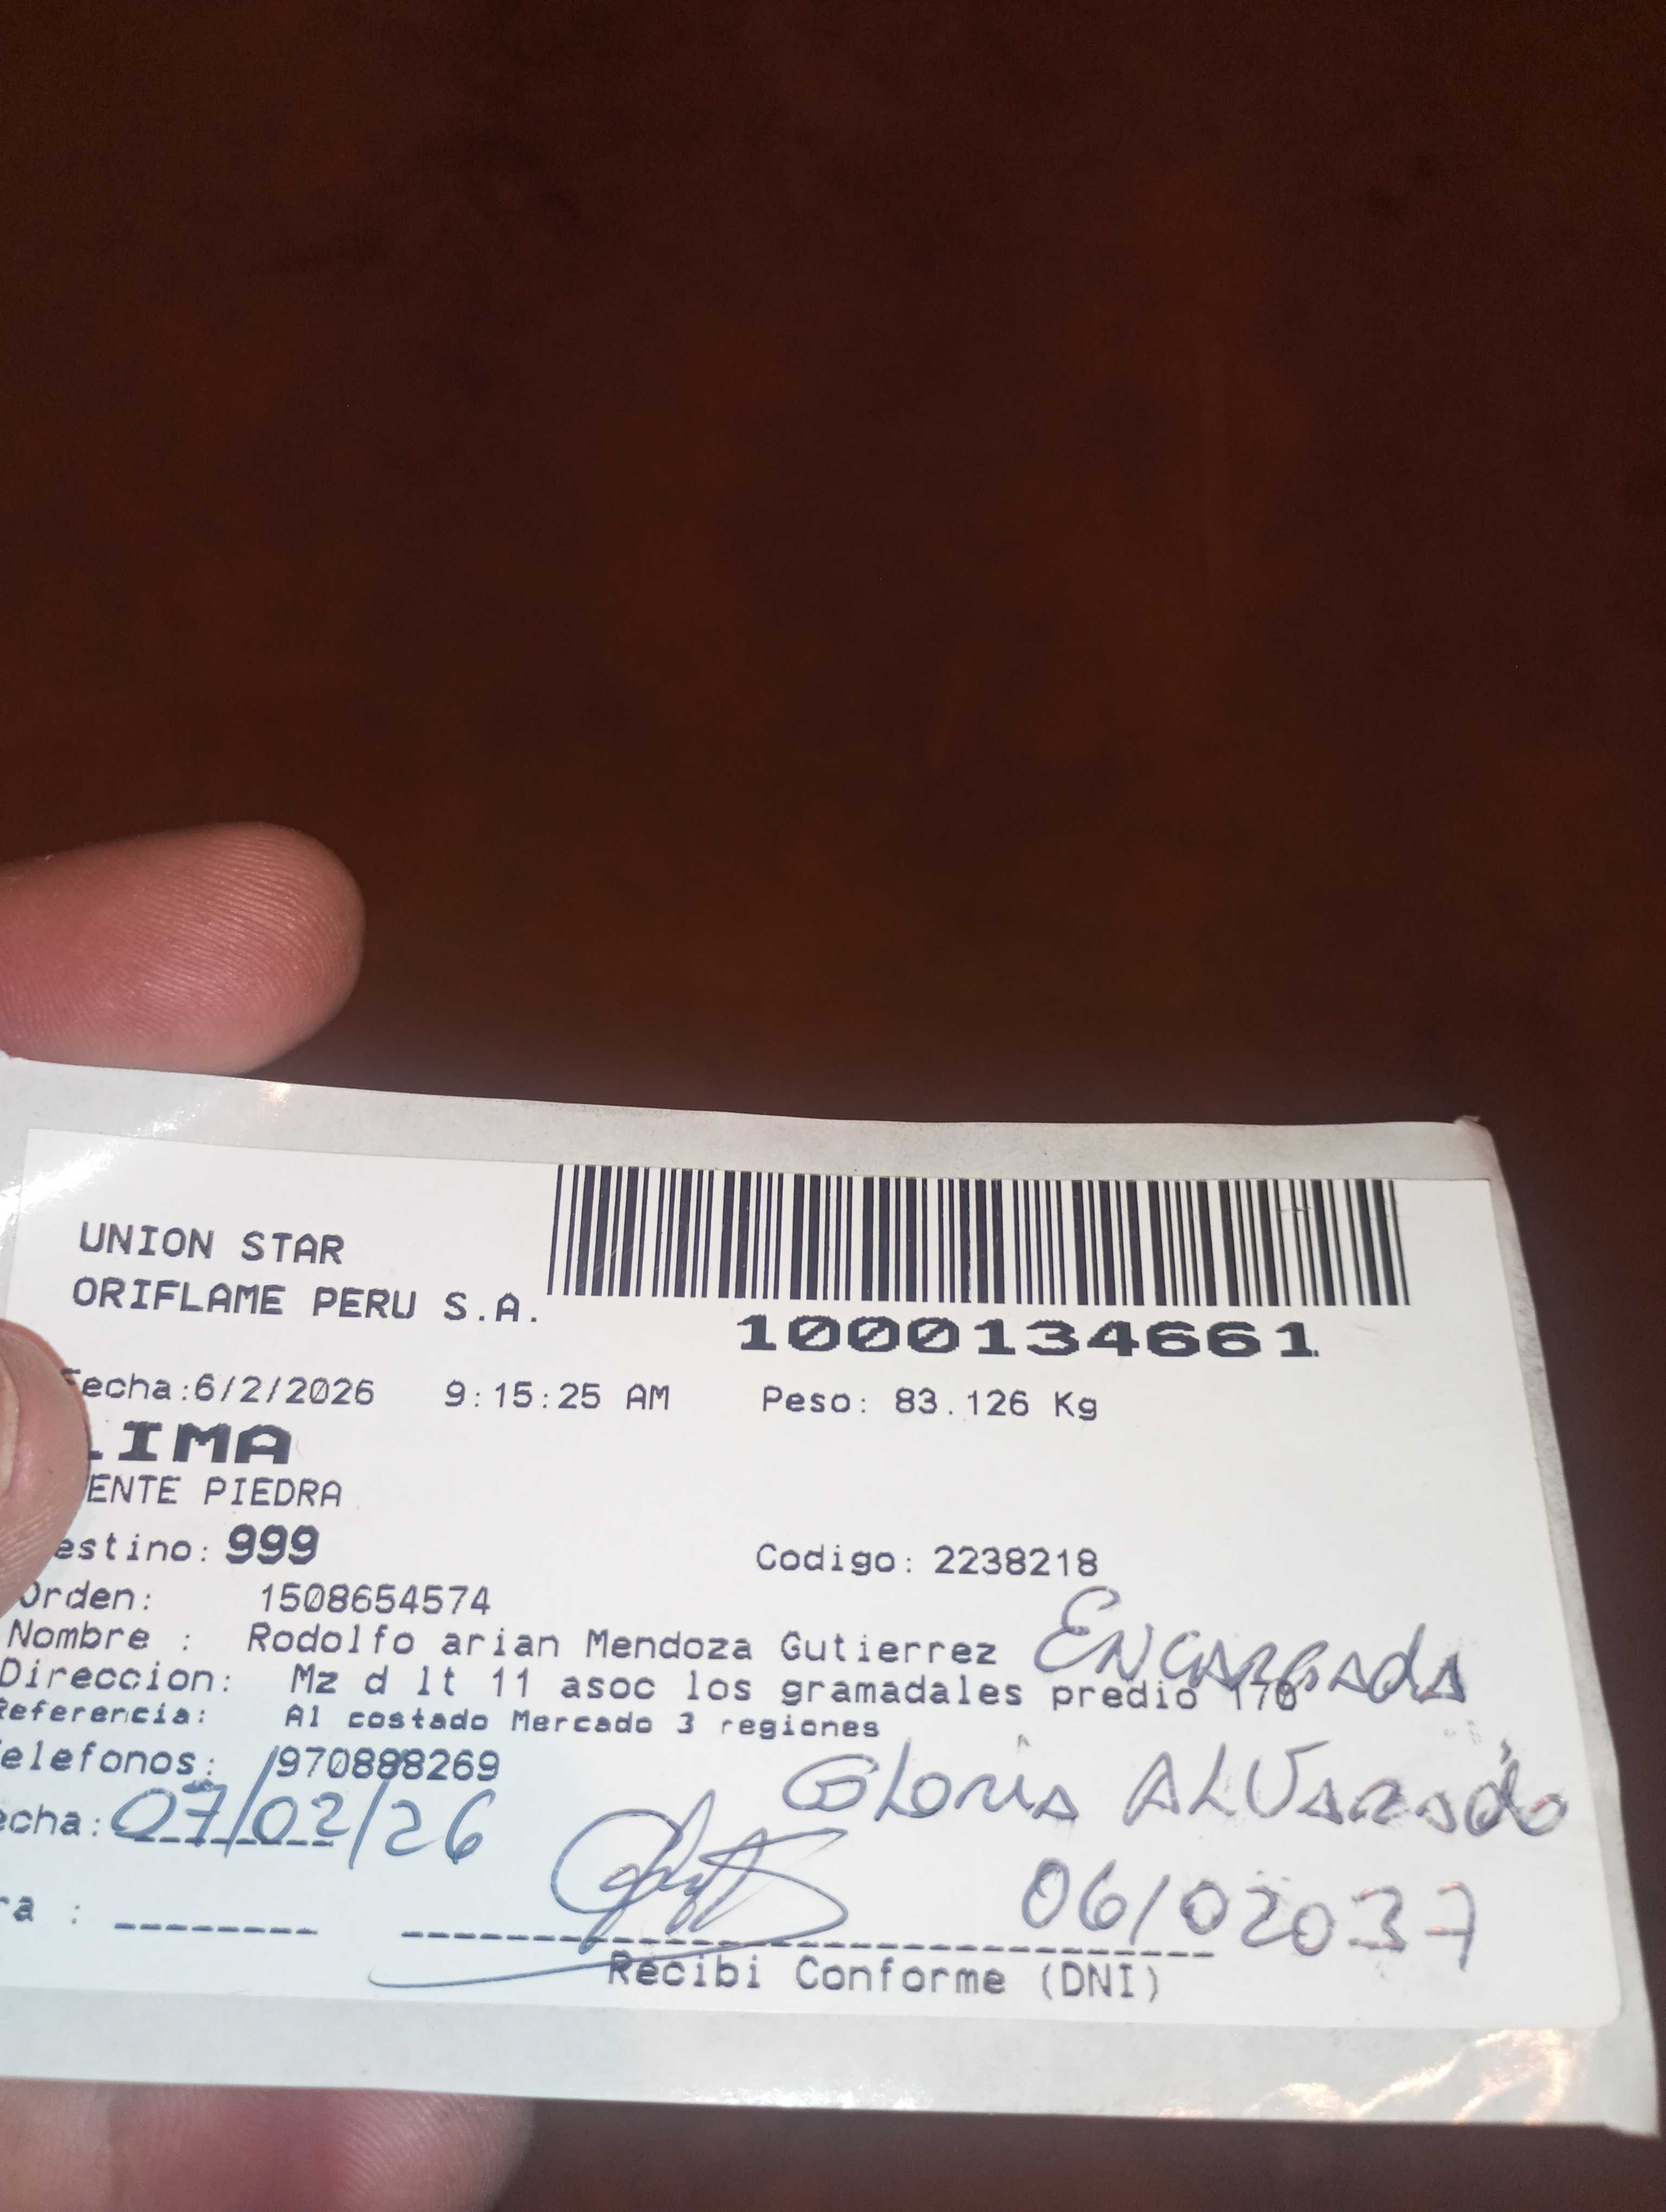 UNION STAR
ORIFLAME PERU S.A.
1000134661
Fecha:6/2/2026 9:15:25 AM Peso: 83.126 Kg
LIMA
ENTE PIEDRA
estino: 999 Codigo: 2238218
Orden: 1508654574
Nombre : Rodolfo arian Mendoza Gutierrez ENCARGADA
Direccion: Mz d lt 11 asoc los gramadales predio 170
Referencia: Al costado Mercado 3 regiones
elefonos: /970888269
GLORIA ALVARADO
echa: 07/02/26
06/02037
ra :
Recibi Conforme (DNI)